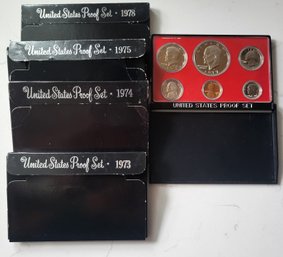 United States Proof Set · 1978
United States Proof Set · 1975
United States Proof Set · 1974
United States Proof Set · 1973
UNITED STATES PROOF SET